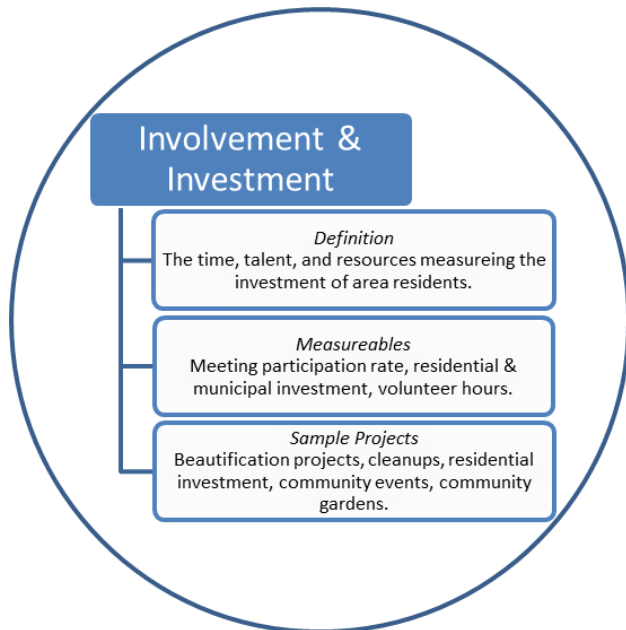 Involvement &
Investment
Definition
The time, talent, and resources measureing the
investment of area residents.
Measureables
Meeting participation rate, residential &
municipal investment, volunteer hours.
Sample Projects
Beautification projects, cleanups, residential
investment, community events, community
gardens.